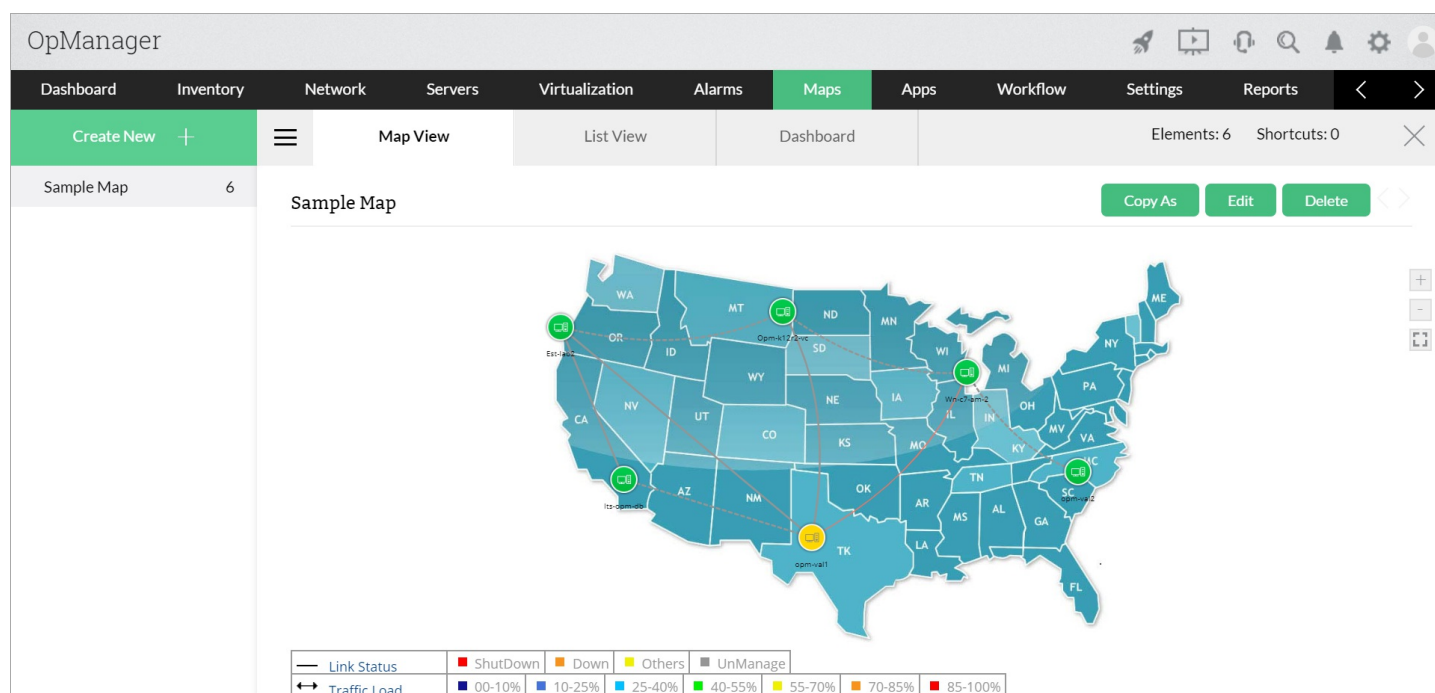 OpManager
Dashboard Inventory Network Servers Virtualization Alarms Maps Apps Workflow Settings Reports
Create New + Map View List View Dashboard Elements: 6 Shortcuts: 0
Sample Map 6
Sample Map Copy As Edit Delete
WA
MT ND MN ME
OR ID SD WI MI NY
Est-lab2 Opm-k12r2-vc
WY IA PA
NV NE Wn-c7-am-2 OH
CA UT CO IL IN
KS MO KY MV VA
AZ NM OK TN NC
lts-opm-db SC opm-val2
AR MS AL GA
TK LA
opm-val1
FL
Link Status ShutDown Down Others UnManage
Traffic Load 00-10% 10-25% 25-40% 40-55% 55-70% 70-85% 85-100%